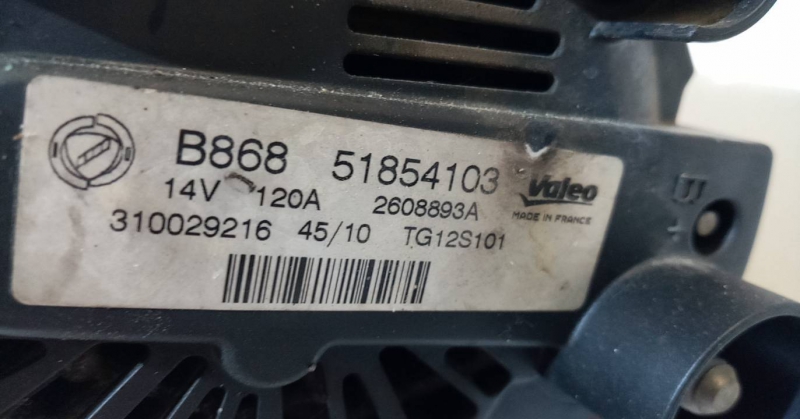 B868 51854103 Valeo
14V 120A 2608893A MADE IN FRANCE
310029216 45/10 TG12S101
+